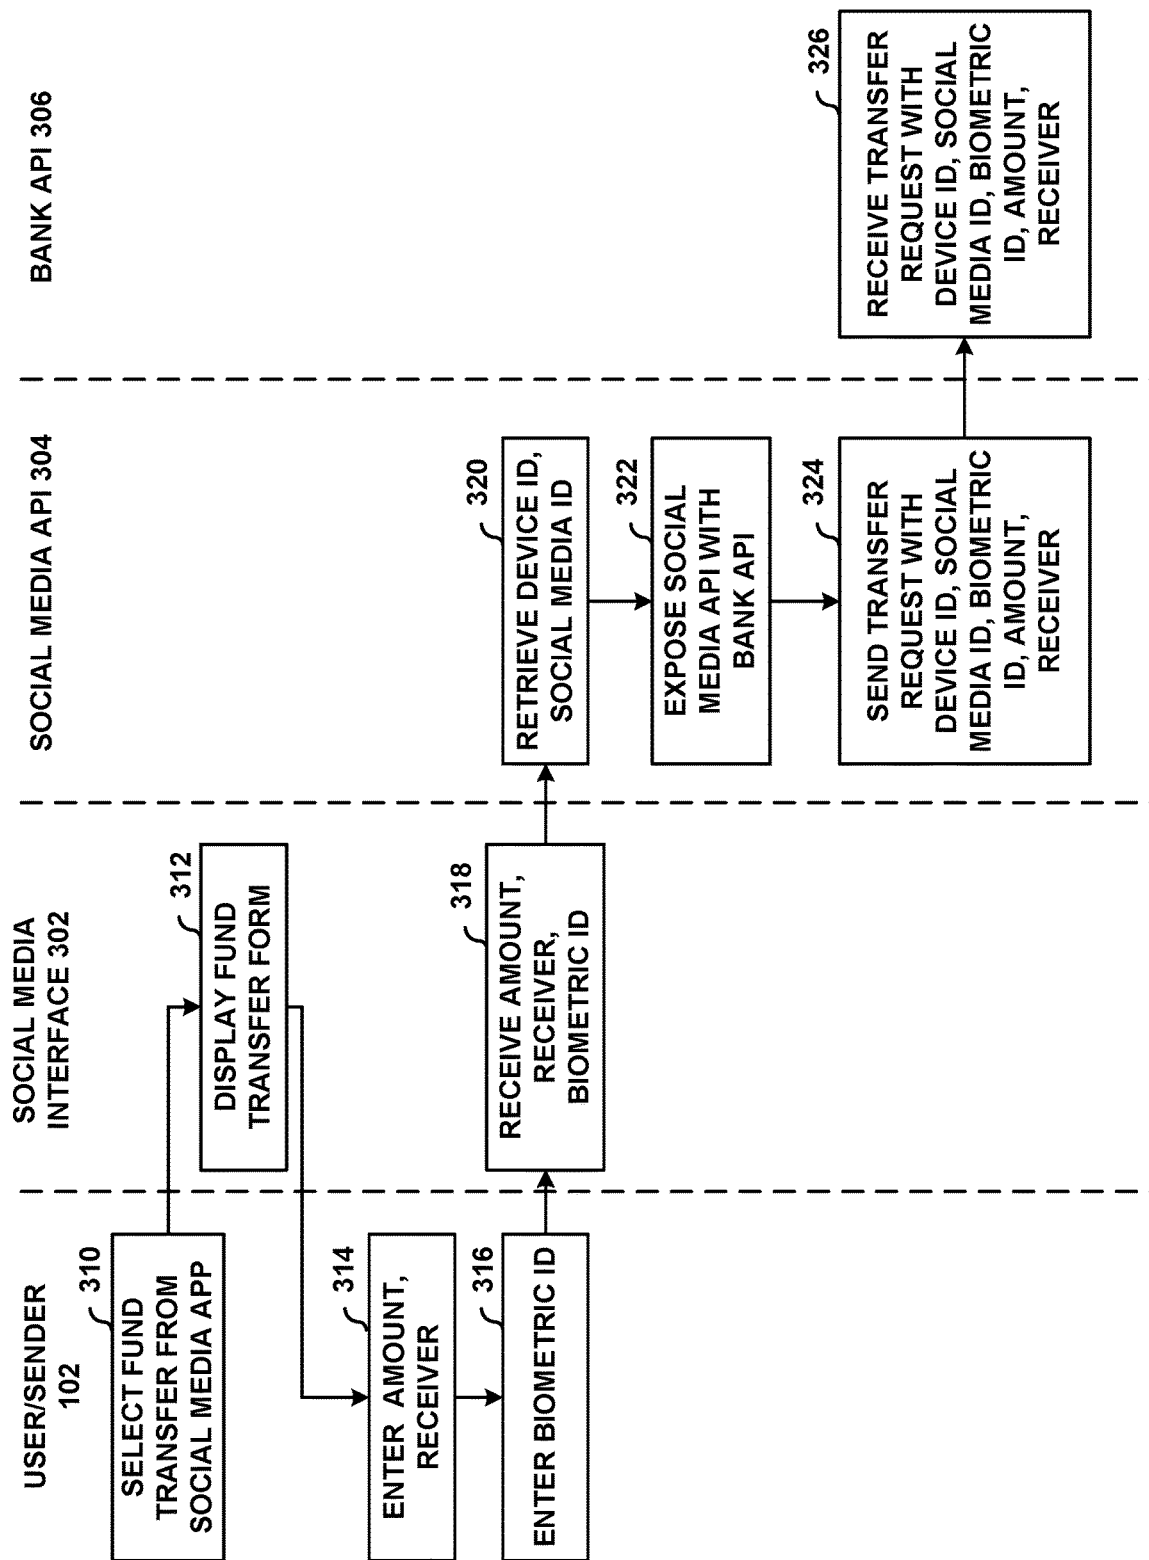 USER/SENDER
102
SOCIAL MEDIA
INTERFACE 302
SOCIAL MEDIA API 304
BANK API 306
310
SELECT FUND
TRANSFER FROM
SOCIAL MEDIA APP
312
DISPLAY FUND
TRANSFER FORM
314
ENTER AMOUNT,
RECEIVER
316
ENTER BIOMETRIC ID
318
RECEIVE AMOUNT,
RECEIVER,
BIOMETRIC ID
320
RETRIEVE DEVICE ID,
SOCIAL MEDIA ID
322
EXPOSE SOCIAL
MEDIA API WITH
BANK API
324
SEND TRANSFER
REQUEST WITH
DEVICE ID, SOCIAL
MEDIA ID, BIOMETRIC
ID, AMOUNT,
RECEIVER
326
RECEIVE TRANSFER
REQUEST WITH
DEVICE ID, SOCIAL
MEDIA ID, BIOMETRIC
ID, AMOUNT,
RECEIVER